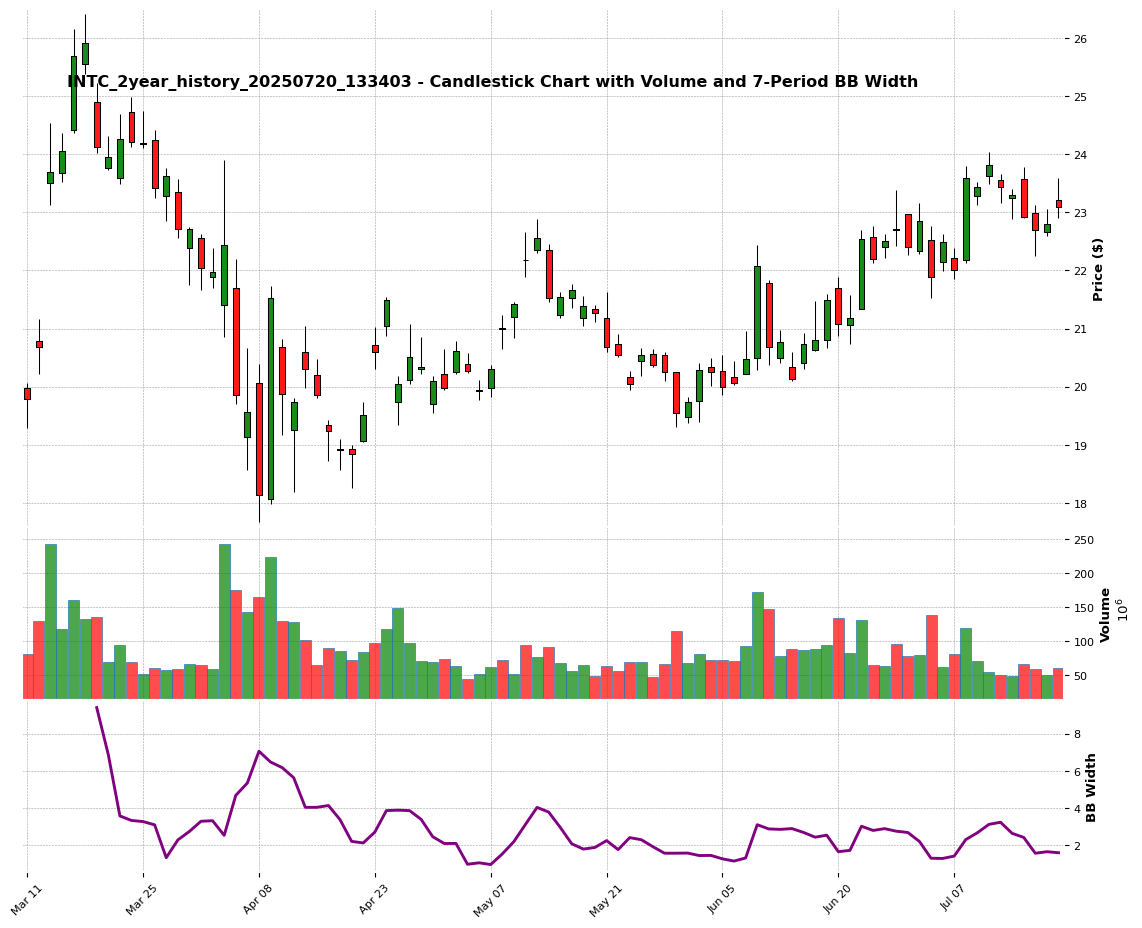 INTC_2year_history_20250720_133403 - Candlestick Chart with Volume and 7-Period BB Width
26
25
24
23
22
21
20
19
18
Price ($)
250
200
150
100
50
Volume
10^6
8
6
4
2
BB Width
Mar 11
Mar 25
Apr 08
Apr 23
May 07
May 21
Jun 05
Jun 20
Jul 07